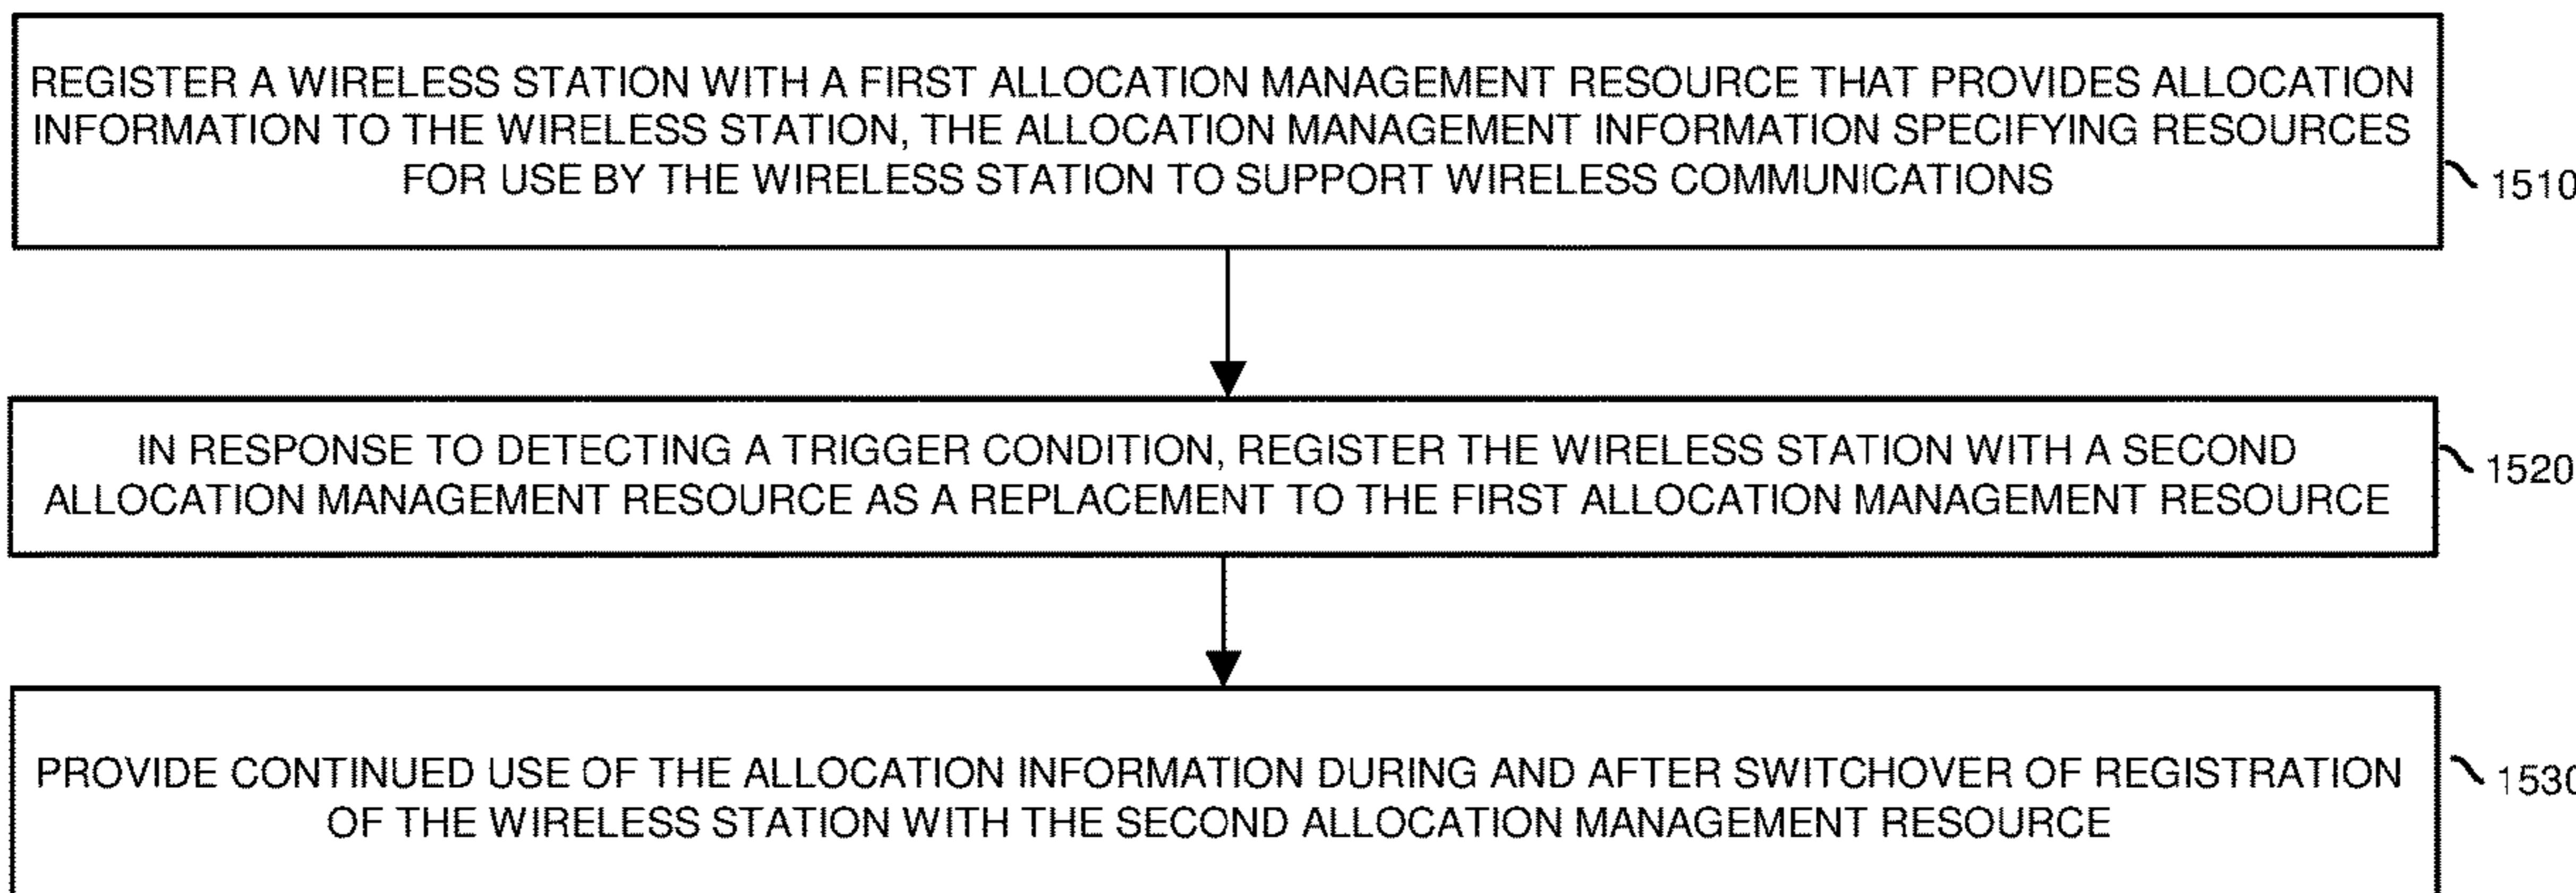 REGISTER A WIRELESS STATION WITH A FIRST ALLOCATION MANAGEMENT RESOURCE THAT PROVIDES ALLOCATION
INFORMATION TO THE WIRELESS STATION, THE ALLOCATION MANAGEMENT INFORMATION SPECIFYING RESOURCES
FOR USE BY THE WIRELESS STATION TO SUPPORT WIRELESS COMMUNICATIONS
1510
IN RESPONSE TO DETECTING A TRIGGER CONDITION, REGISTER THE WIRELESS STATION WITH A SECOND
ALLOCATION MANAGEMENT RESOURCE AS A REPLACEMENT TO THE FIRST ALLOCATION MANAGEMENT RESOURCE
1520
PROVIDE CONTINUED USE OF THE ALLOCATION INFORMATION DURING AND AFTER SWITCHOVER OF REGISTRATION
OF THE WIRELESS STATION WITH THE SECOND ALLOCATION MANAGEMENT RESOURCE
1530